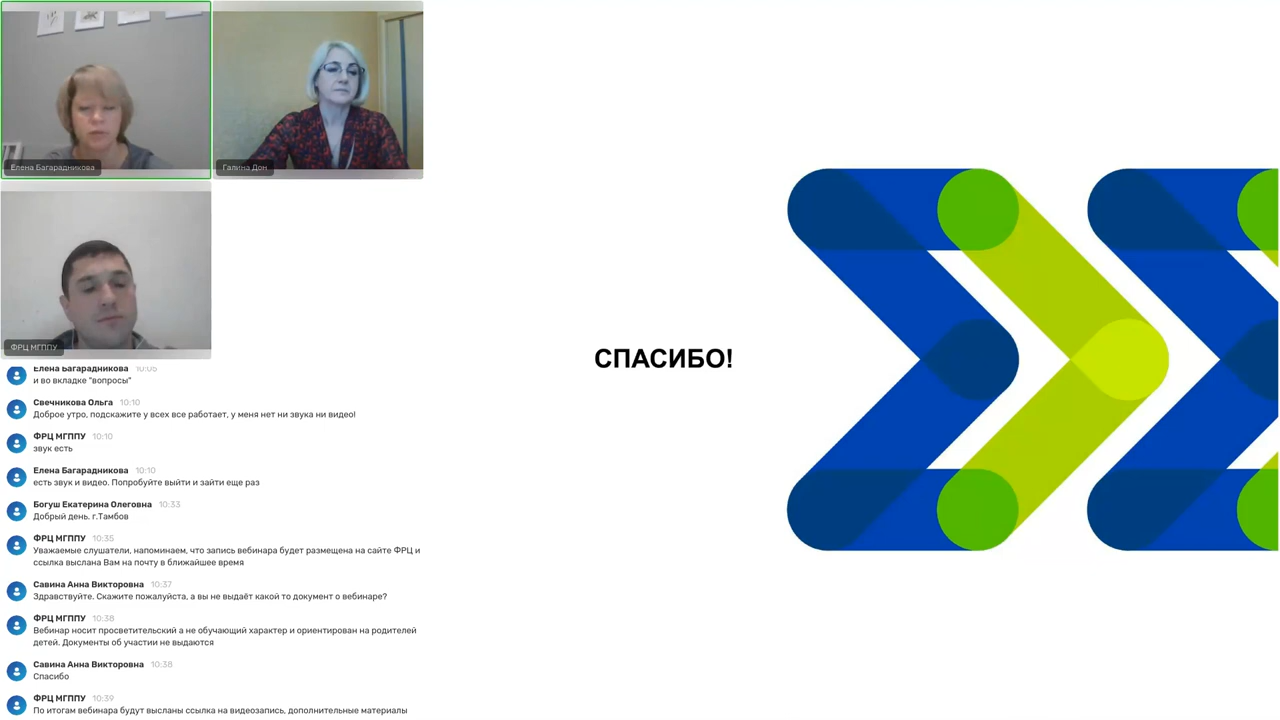 Елена Багарадникова
Галина Дон
ФРЦ МГППУ
СПАСИБО!
Елена Багарадникова 10:05
и во вкладке "вопросы"
Свечникова Ольга 10:10
Доброе утро, подскажите у всех все работает, у меня нет ни звука ни видео!
ФРЦ МГППУ 10:10
звук есть
Елена Багарадникова 10:10
есть звук и видео. Попробуйте выйти и зайти еще раз
Богуш Екатерина Олеговна 10:33
Добрый день. г.Тамбов
ФРЦ МГППУ 10:35
Уважаемые слушатели, напоминаем, что запись вебинара будет размещена на сайте ФРЦ и
ссылка выслана Вам на почту в ближайшее время
Савина Анна Викторовна 10:37
Здравствуйте. Скажите пожалуйста, а вы не выдаёт какой то документ о вебинаре?
ФРЦ МГППУ 10:38
Вебинар носит просветительский а не обучающий характер и ориентирован на родителей
детей. Документы об участии не выдаются
Савина Анна Викторовна 10:38
Спасибо
ФРЦ МГППУ 10:39
По итогам вебинара будут высланы ссылка на видеозапись, дополнительные материалы